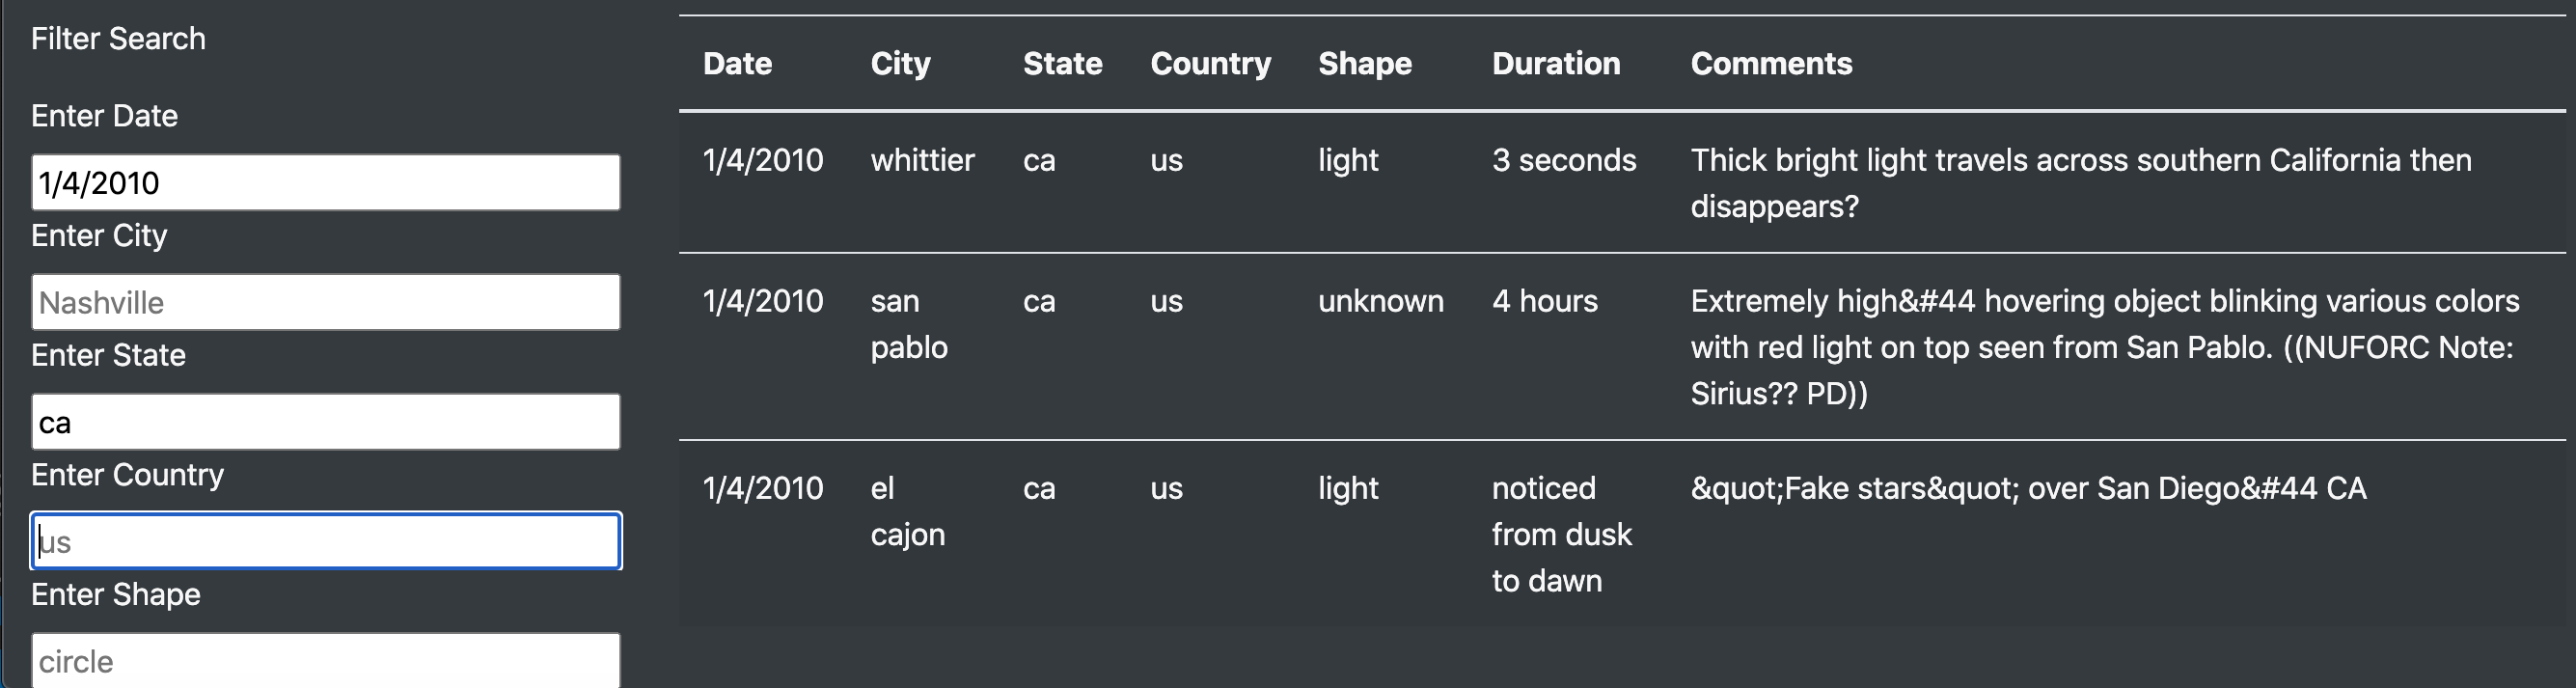 Filter Search
Enter Date
1/4/2010
Enter City
Nashville
Enter State
ca
Enter Country
us
Enter Shape
circle
Date City State Country Shape Duration Comments
1/4/2010 whittier ca us light 3 seconds Thick bright light travels across southern California then
disappears?
1/4/2010 san ca us unknown 4 hours Extremely high&#44 hovering object blinking various colors
pablo with red light on top seen from San Pablo. ((NUFORC Note:
Sirius?? PD))
1/4/2010 el ca us light noticed &quot;Fake stars&quot; over San Diego&#44 CA
cajon from dusk
to dawn